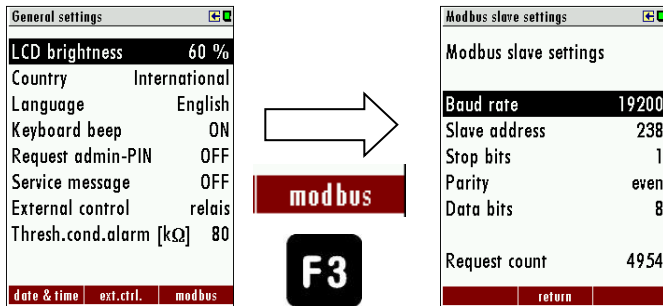 General settings
LCD brightness 60 %
Country International
Language English
Keyboard beep ON
Request admin-PIN OFF
Service message OFF
External control relais
Thresh.cond.alarm [kΩ] 80
date & time ext.ctrl. modbus
modbus
F3
Modbus slave settings
Modbus slave settings
Baud rate 19200
Slave address 238
Stop bits 1
Parity even
Data bits 8
Request count 4954
return